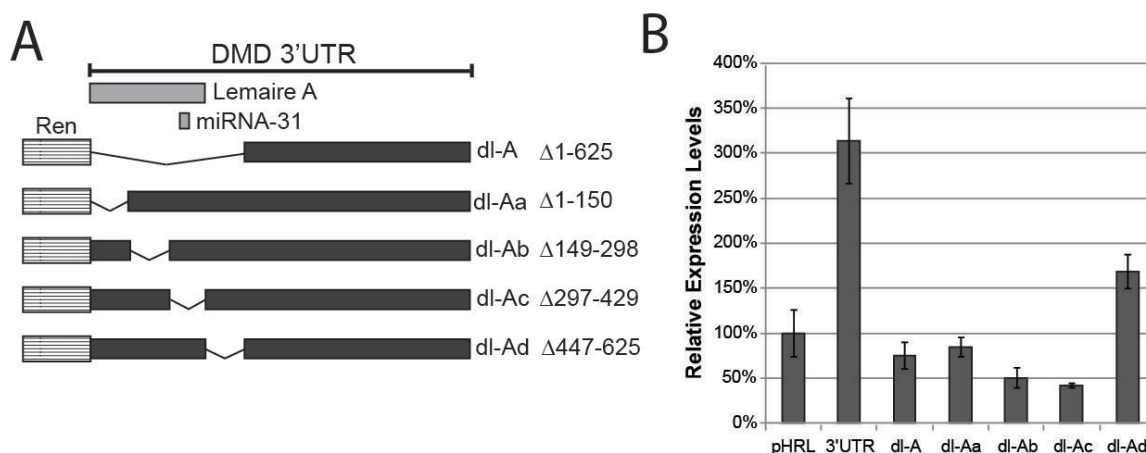 A
DMD 3'UTR
Lemaire A
miRNA-31
Ren
dl-A Δ1-625
dl-Aa Δ1-150
dl-Ab Δ149-298
dl-Ac Δ297-429
dl-Ad Δ447-625
B
Relative Expression Levels
400%
350%
300%
250%
200%
150%
100%
50%
0%
pHRL 3'UTR dl-A dl-Aa dl-Ab dl-Ac dl-Ad